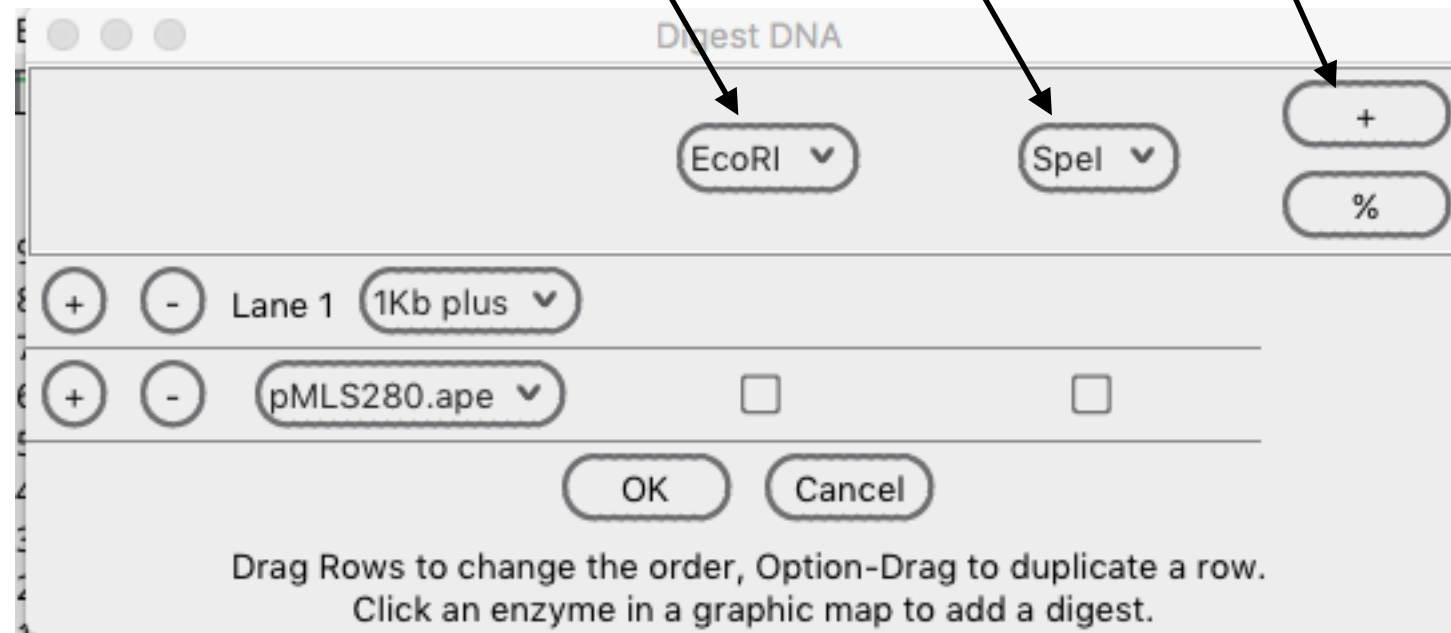 Digest DNA
EcoRI SpeI +
%
+ - Lane 1 1Kb plus
+ - pMLS280.ape
OK Cancel
Drag Rows to change the order, Option-Drag to duplicate a row.
Click an enzyme in a graphic map to add a digest.